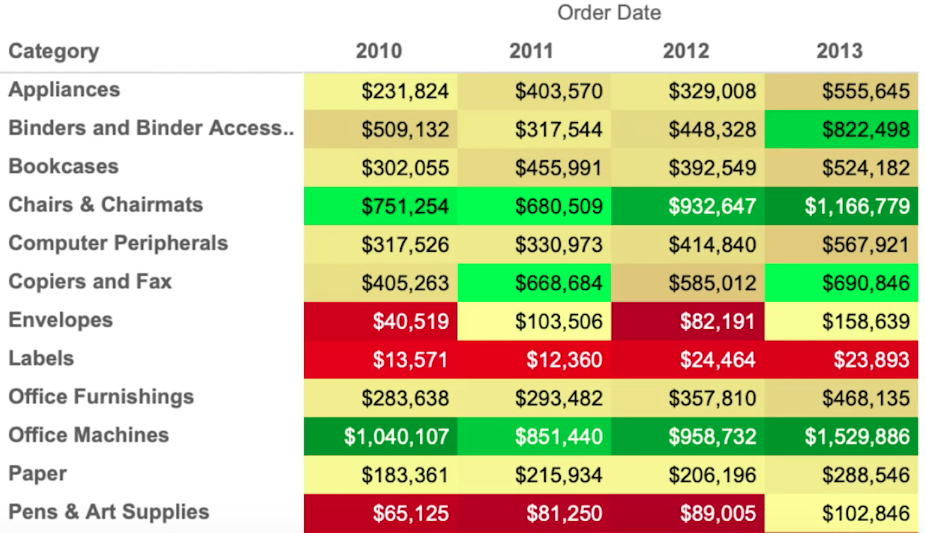 Order Date
Category 2010 2011 2012 2013
Appliances $231,824 $403,570 $329,008 $555,645
Binders and Binder Access.. $509,132 $317,544 $448,328 $822,498
Bookcases $302,055 $455,991 $392,549 $524,182
Chairs & Chairmats $751,254 $680,509 $932,647 $1,166,779
Computer Peripherals $317,526 $330,973 $414,840 $567,921
Copiers and Fax $405,263 $668,684 $585,012 $690,846
Envelopes $40,519 $103,506 $82,191 $158,639
Labels $13,571 $12,360 $24,464 $23,893
Office Furnishings $283,638 $293,482 $357,810 $468,135
Office Machines $1,040,107 $851,440 $958,732 $1,529,886
Paper $183,361 $215,934 $206,196 $288,546
Pens & Art Supplies $65,125 $81,250 $89,005 $102,846